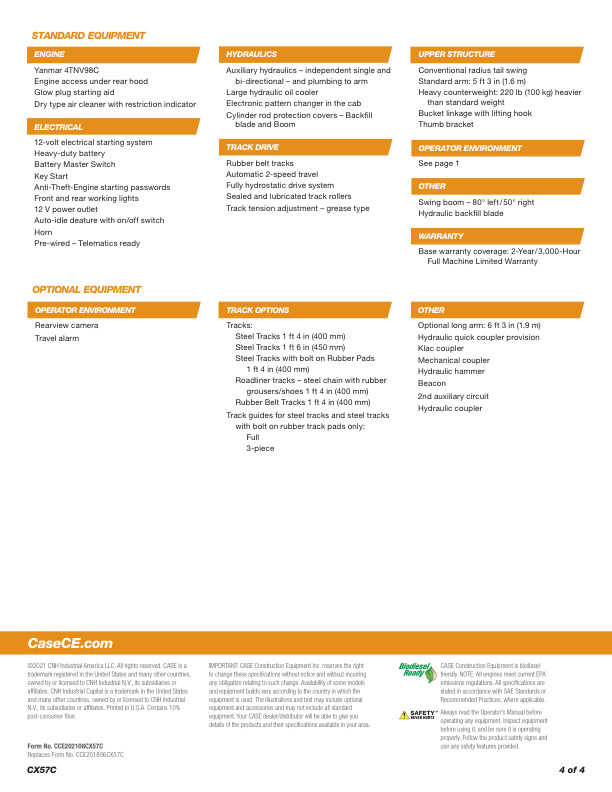 STANDARD EQUIPMENT
ENGINE
Yanmar 4TNV98C
Engine access under rear hood
Glow plug starting aid
Dry type air cleaner with restriction indicator
ELECTRICAL
12-volt electrical starting system
Heavy-duty battery
Battery Master Switch
Key Start
Anti-Theft-Engine starting passwords
Front and rear working lights
12 V power outlet
Auto-idle deature with on/off switch
Horn
Pre-wired – Telematics ready
HYDRAULICS
Auxiliary hydraulics – independent single and
bi-directional – and plumbing to arm
Large hydraulic oil cooler
Electronic pattern changer in the cab
Cylinder rod protection covers – Backfill
blade and Boom
TRACK DRIVE
Rubber belt tracks
Automatic 2-speed travel
Fully hydrostatic drive system
Sealed and lubricated track rollers
Track tension adjustment – grease type
UPPER STRUCTURE
Conventional radius tail swing
Standard arm: 5 ft 3 in (1.6 m)
Heavy counterweight: 220 lb (100 kg) heavier
than standard weight
Bucket linkage with lifting hook
Thumb bracket
OPERATOR ENVIRONMENT
See page 1
OTHER
Swing boom – 80° left/50° right
Hydraulic backfill blade
WARRANTY
Base warranty coverage: 2-Year/3,000-Hour
Full Machine Limited Warranty
OPTIONAL EQUIPMENT
OPERATOR ENVIRONMENT
Rearview camera
Travel alarm
TRACK OPTIONS
Tracks:
Steel Tracks 1 ft 4 in (400 mm)
Steel Tracks 1 ft 6 in (450 mm)
Steel Tracks with bolt on Rubber Pads
1 ft 4 in (400 mm)
Roadliner tracks – steel chain with rubber
grousers/shoes 1 ft 4 in (400 mm)
Rubber Belt Tracks 1 ft 4 in (400 mm)
Track guides for steel tracks and steel tracks
with bolt on rubber track pads only:
Full
3-piece
OTHER
Optional long arm: 6 ft 3 in (1.9 m)
Hydraulic quick coupler provision
Klac coupler
Mechanical coupler
Hydraulic hammer
Beacon
2nd auxiliary circuit
Hydraulic coupler
CaseCE.com
©2021 CNH Industrial America LLC. All rights reserved. CASE is a
trademark registered in the United States and many other countries,
owned by or licensed to CNH Industrial N.V., its subsidiaries or
affiliates. CNH Industrial Capital is a trademark in the United States
and many other countries, owned by or licensed to CNH Industrial
N.V., its subsidiaries or affiliates. Printed in U.S.A. Contains 10%
post-consumer fiber.
Form No. CCE202108CX57C
Replaces Form No. CCE201806CX57C
CX57C
IMPORTANT: CASE Construction Equipment Inc. reserves the right
to change these specifications without notice and without incurring
any obligation relating to such change. Availability of some models
and equipment builds vary according to the country in which the
equipment is used. The illustrations and text may include optional
equipment and accessories and may not include all standard
equipment. Your CASE dealer/distributor will be able to give you
details of the products and their specifications available in your area.
Biodiesel
Ready
CASE Construction Equipment is biodiesel-
friendly. NOTE: All engines meet current EPA
emissions regulations. All specifications are
stated in accordance with SAE Standards or
Recommended Practices, where applicable.
SAFETY™
NEVER HURTS
Always read the Operator's Manual before
operating any equipment. Inspect equipment
before using it, and be sure it is operating
properly. Follow the product safety signs and
use any safety features provided.
4 of 4